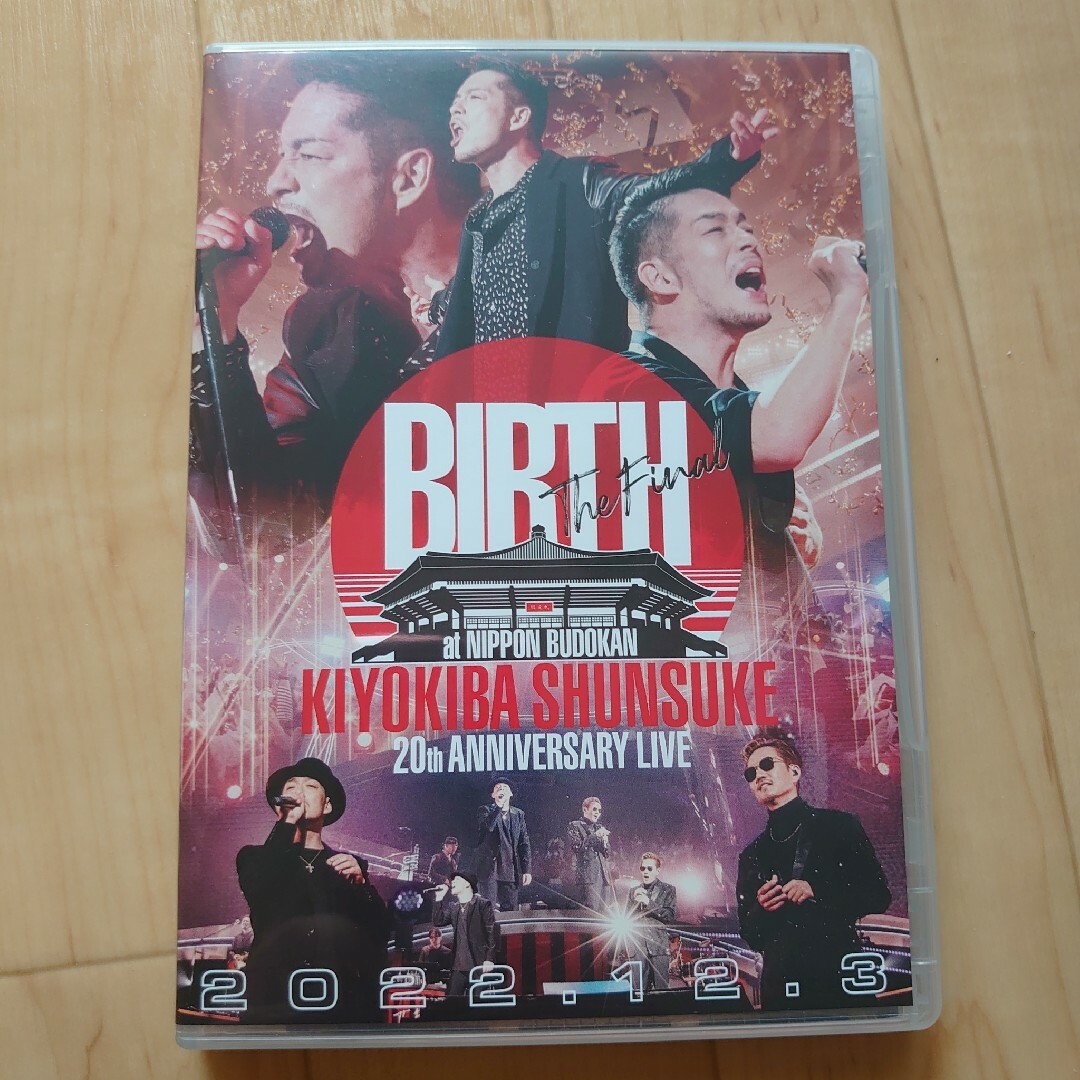 BIRTH
The Final
at NIPPON BUDOKAN
KIYOKIBA SHUNSUKE
20th ANNIVERSARY LIVE
2022.12.3